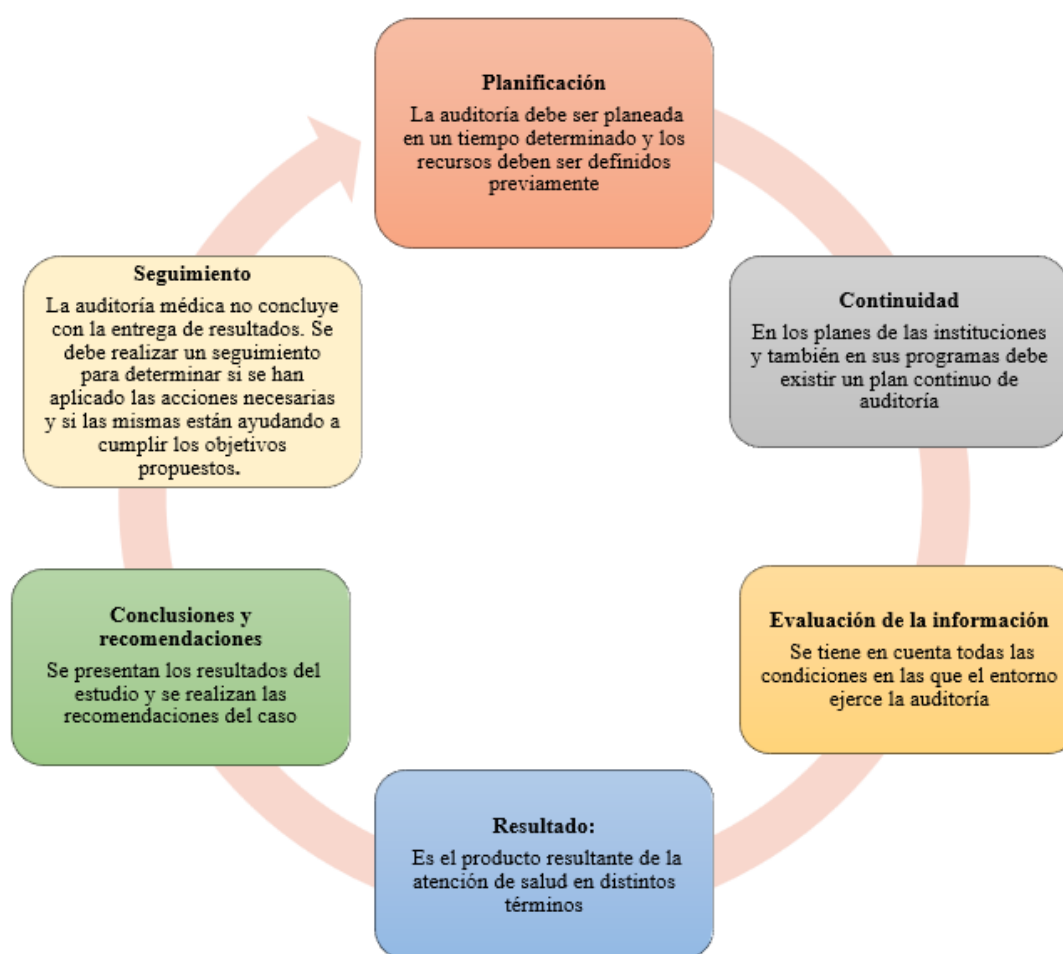 Planificación
La auditoría debe ser planeada
en un tiempo determinado y los
recursos deben ser defínidos
previamente
Continuidad
En los planes de las instituciones
y también en sus programas debe
existir un plan continuo de
auditoría
Evaluación de la información
Se tiene en cuenta todas las
condiciones en las que el entorno
ejerce la auditoría
Resultado:
Es el producto resultante de la
atención de salud en distintos
términos
Conclusiones y
recomendaciones
Se presentan los resultados del
estudio y se realizan las
recomendaciones del caso
Seguimiento
La auditoría médica no concluye
con la entrega de resultados. Se
debe realizar un seguimiento
para determinar si se han
aplicado las acciones necesarias
y si las mismas están ayudando a
cumplir los objetivos
propuestos.